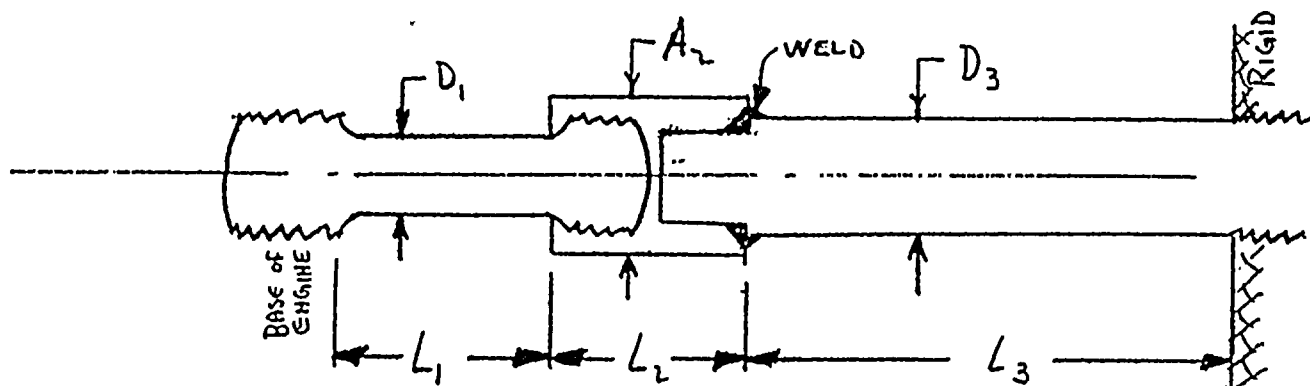 A₂
WELD
D₁
D₃
RIGID
BASE of
ENGINE
L₁
L₂
L₃